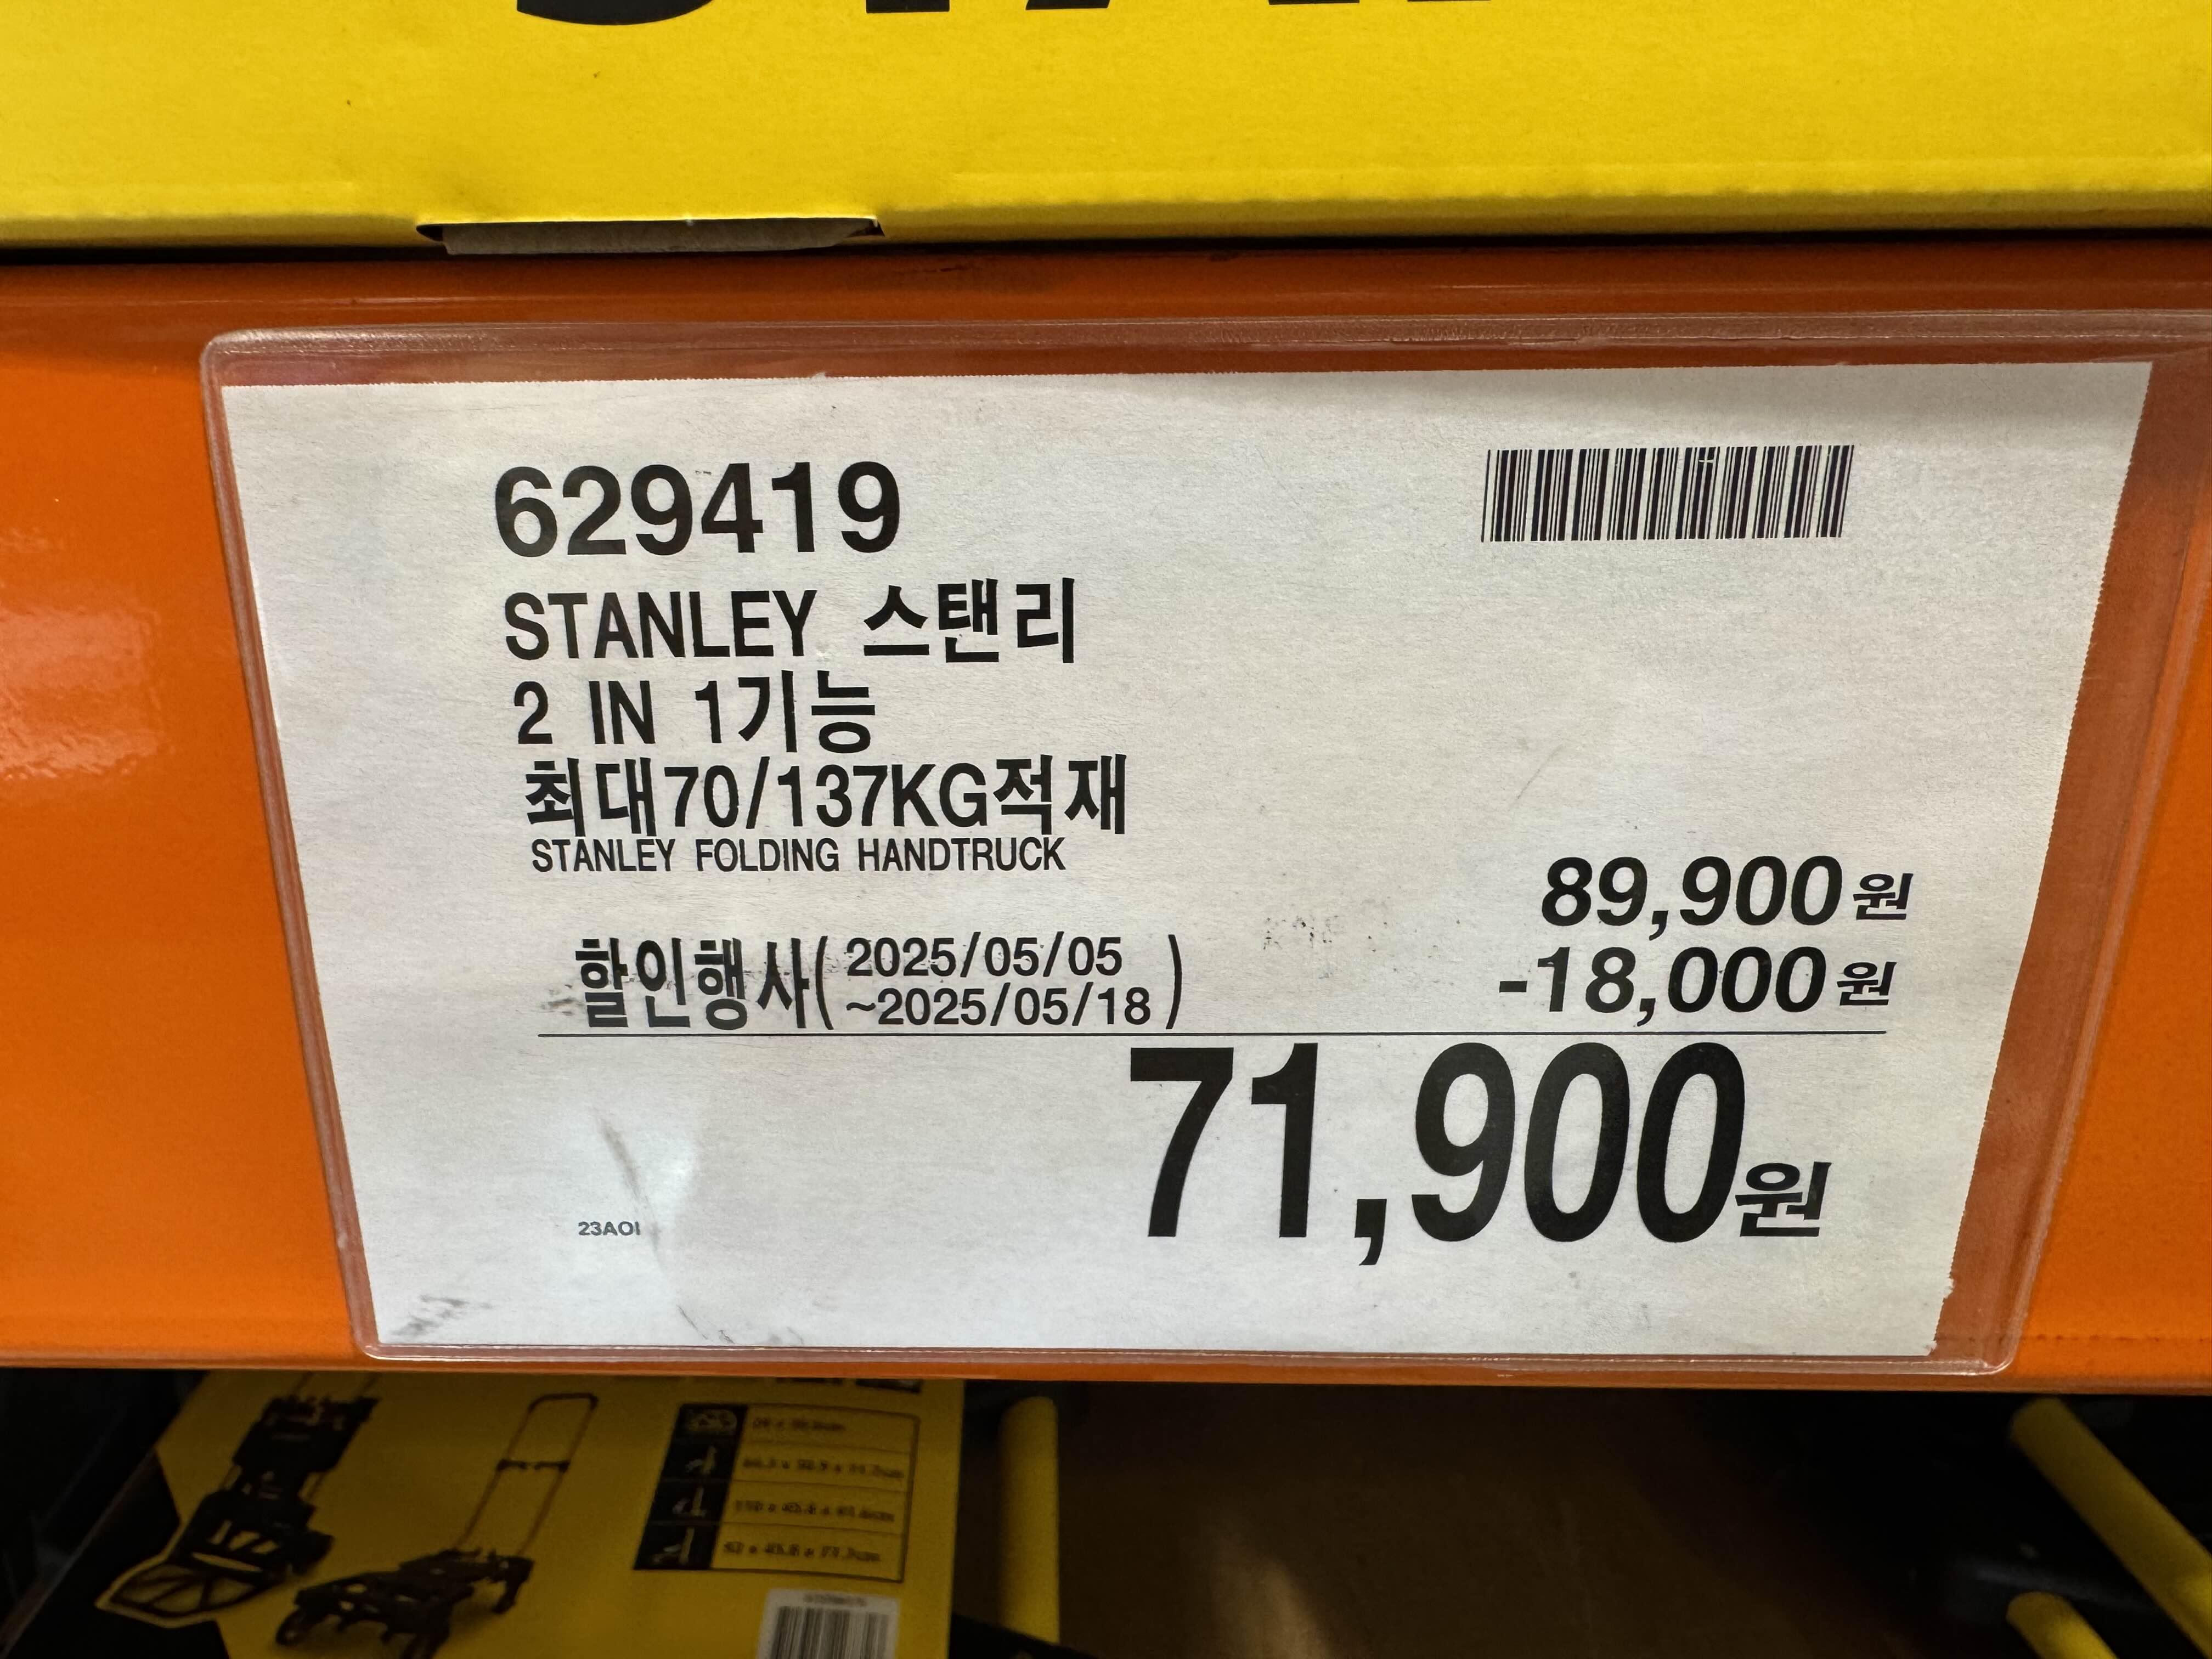 629419
STANLEY 스탠리
2 IN 1기능
최대70/137KG적재
STANLEY FOLDING HANDTRUCK
89,900원
할인행사( 2025/05/05
~2025/05/18 )
-18,000원
71,900원
23AOI